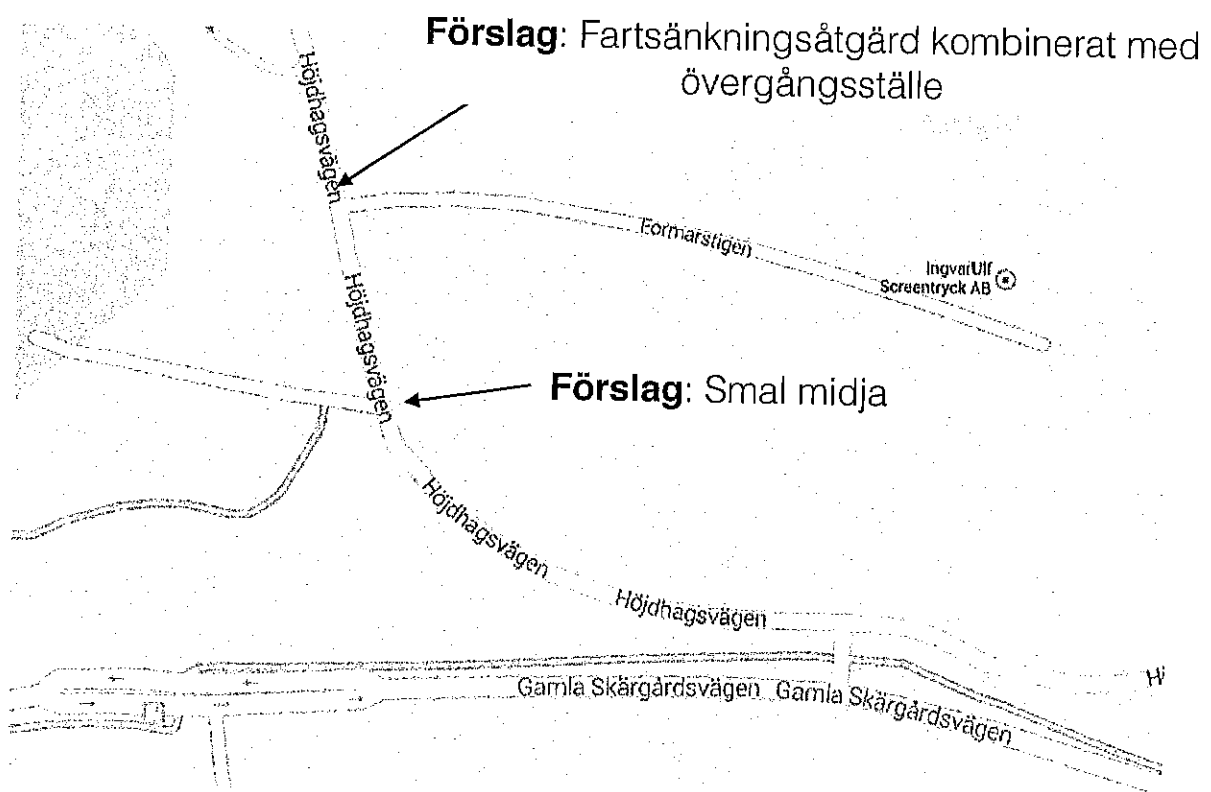 Förslag: Fartsänkningsåtgärd kombinerat med
övergångsställe
Höjdhagsvägen
Formarstigen
IngvarUlf
Screentryck AB
Höjdhagsvägen
Förslag: Smal midja
Höjdhagsvägen
Höjdhagsvägen
Gamla Skärgårdsvägen Gamla Skärgårdsvägen